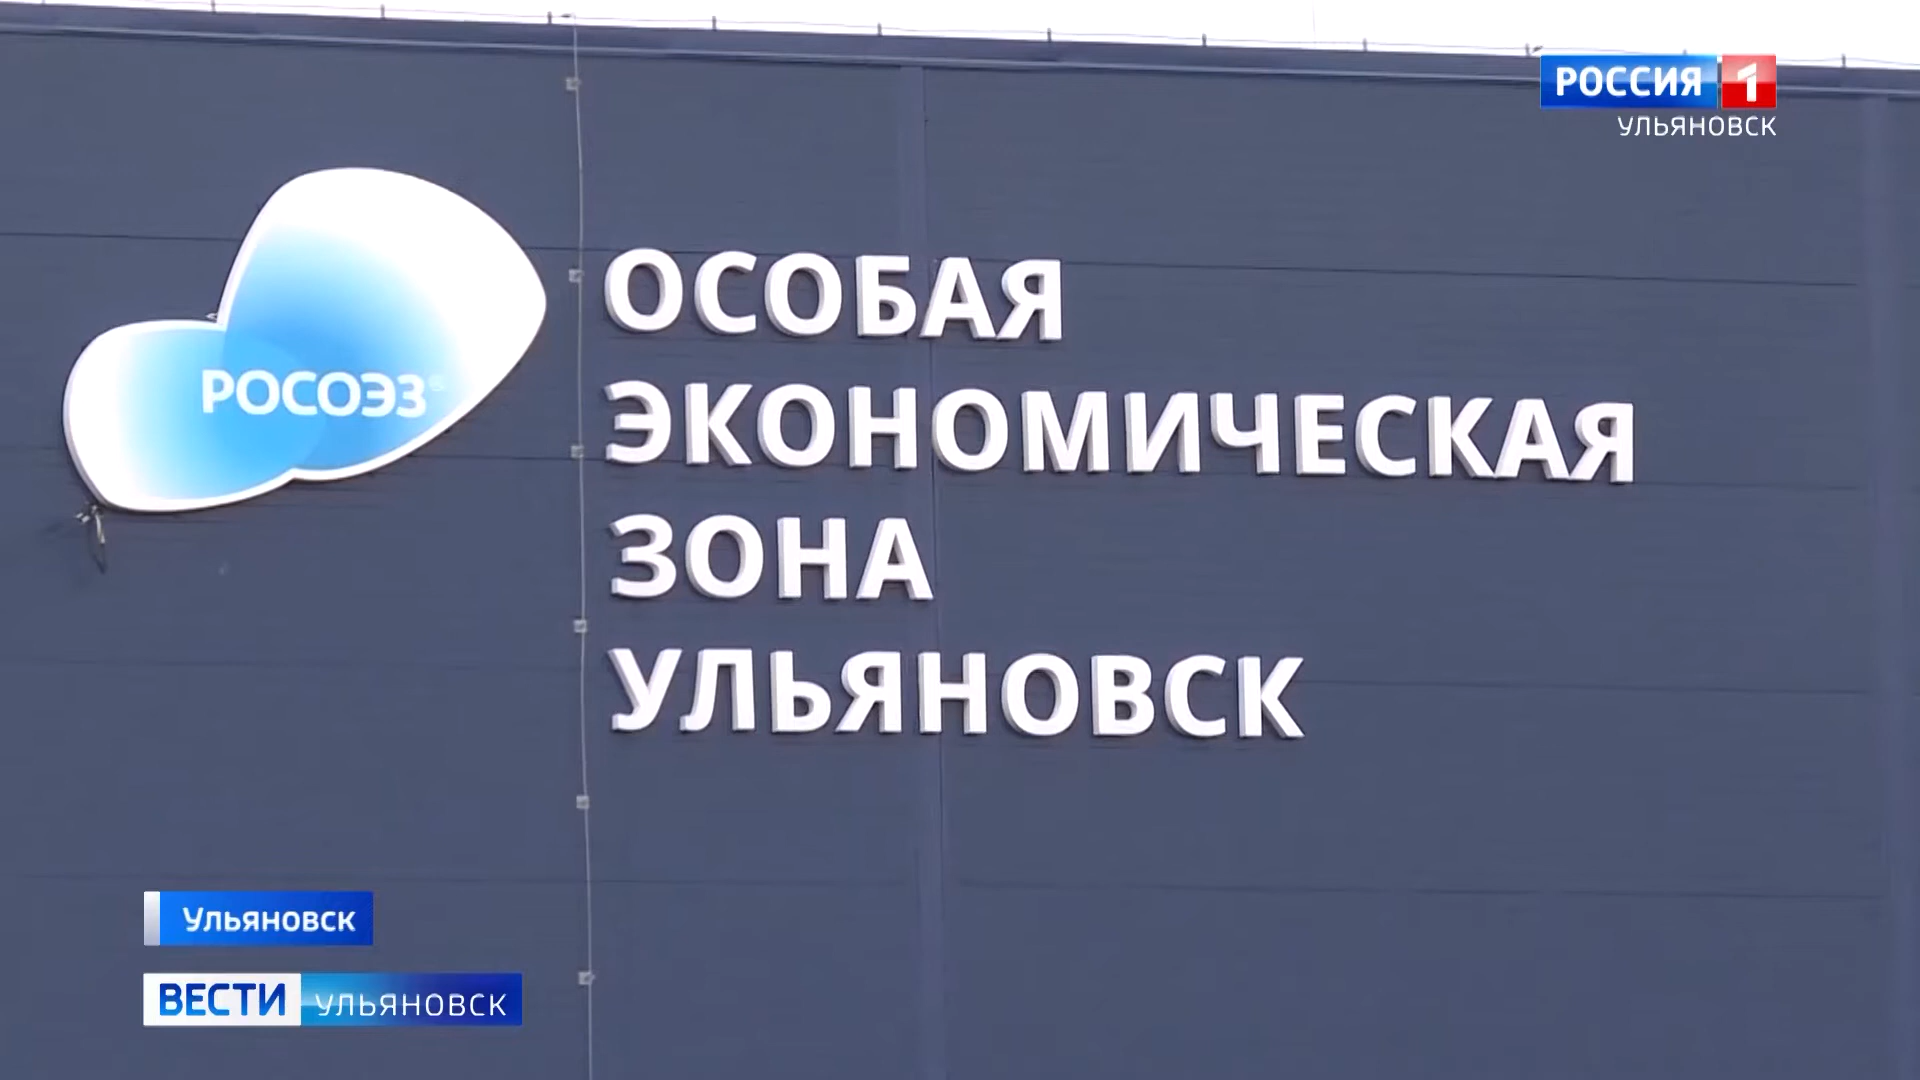 РОССИЯ 1
УЛЬЯНОВСК
РОСОЭЗ®
ОСОБАЯ
ЭКОНОМИЧЕСКАЯ
ЗОНА
УЛЬЯНОВСК
Ульяновск
ВЕСТИ УЛЬЯНОВСК